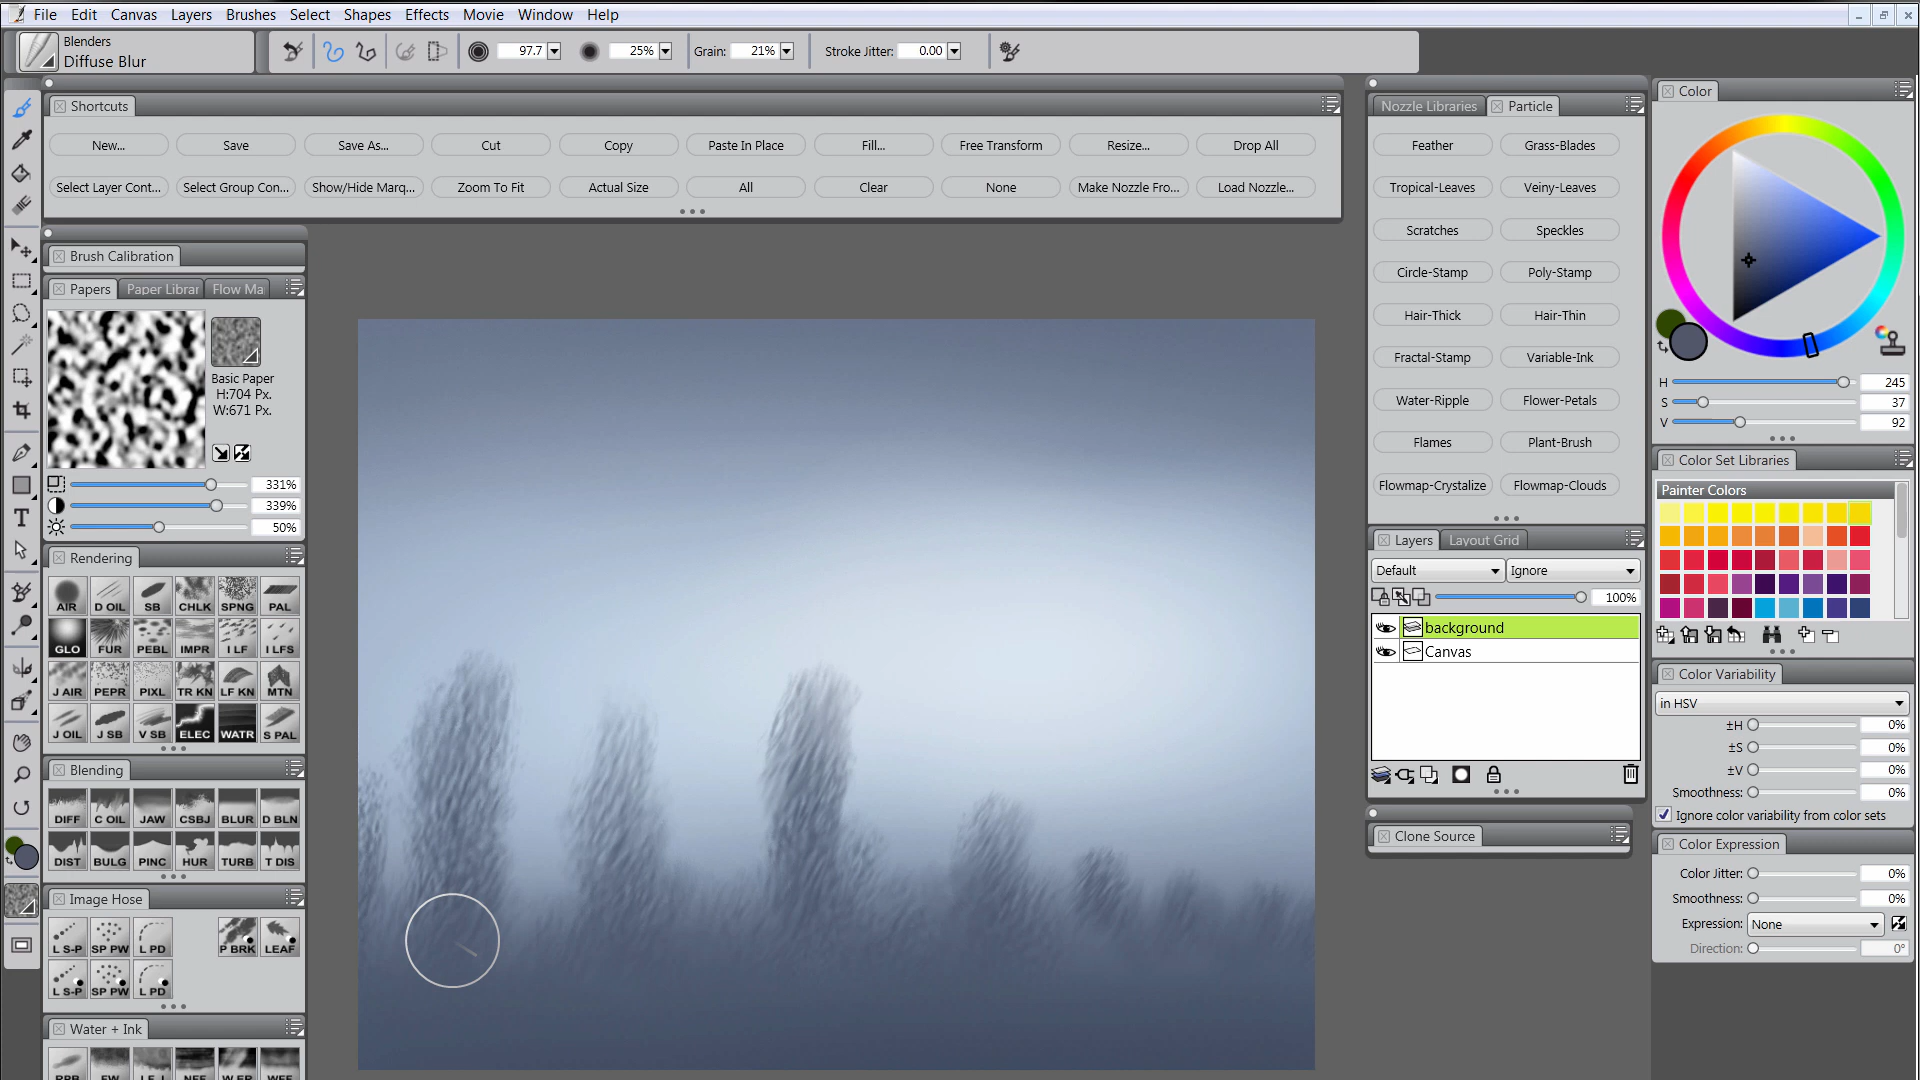 File Edit Canvas Layers Brushes Select Shapes Effects Movie Window Help
Blenders
Diffuse Blur
97.7 25% Grain: 21% Stroke Jitter: 0.00
Shortcuts
New... Save Save As... Cut Copy Paste In Place Fill... Free Transform Resize... Drop All
Select Layer Cont... Select Group Con... Show/Hide Marq... Zoom To Fit Actual Size All Clear None Make Nozzle Fro... Load Nozzle...
Brush Calibration
Papers Paper Librar Flow Ma
Basic Paper
H:704 Px.
W:671 Px.
331%
339%
50%
Rendering
AIR D OIL SB CHLK SPNG PAL
GLO FUR PEBL IMPR I LF I LFS
J AIR PEPR PIXL TR KN LF KN MTN
J OIL J SB V SB ELEC WATR S PAL
Blending
DIFF C OIL JAW CSBJ BLUR D BLN
DIST BULG PINC HUR TURB T DIS
Image Hose
L S-P SP PW L PD P BRK LEAF
L S-P SP PW L PD
Water + Ink
Nozzle Libraries Particle
Feather Grass-Blades
Tropical-Leaves Veiny-Leaves
Scratches Speckles
Circle-Stamp Poly-Stamp
Hair-Thick Hair-Thin
Fractal-Stamp Variable-Ink
Water-Ripple Flower-Petals
Flames Plant-Brush
Flowmap-Crystalize Flowmap-Clouds
Layers Layout Grid
Default Ignore
100%
background
Canvas
Clone Source
Color
H 245
S 37
V 92
Color Set Libraries
Painter Colors
Color Variability
in HSV
±H 0%
±S 0%
±V 0%
Smoothness: 0%
Ignore color variability from color sets
Color Expression
Color Jitter: 0%
Smoothness: 0%
Expression: None
Direction: 0°